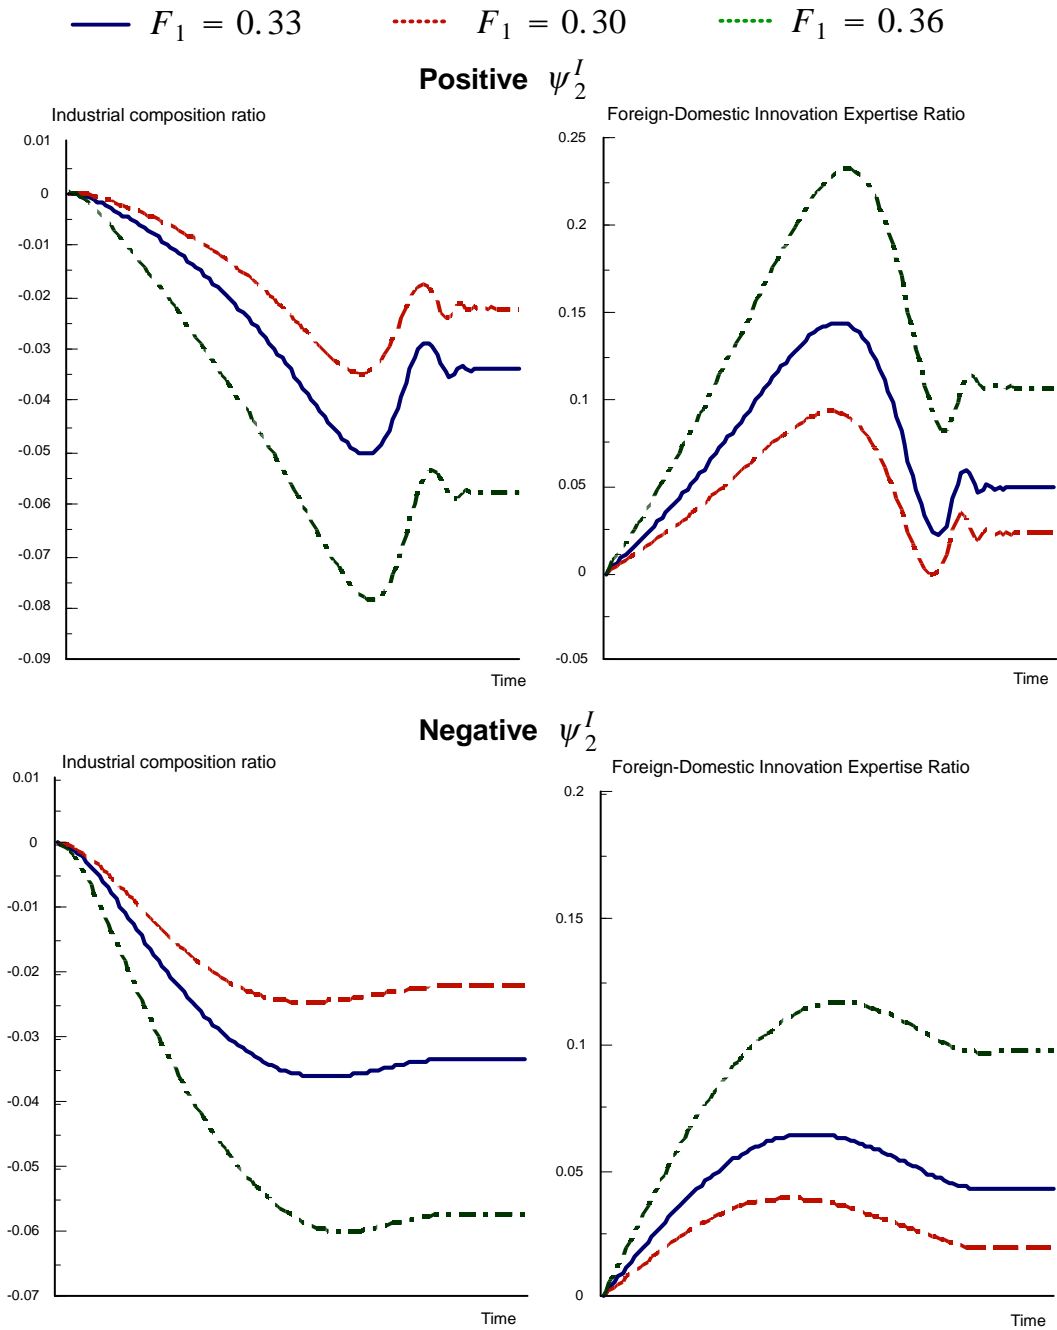 F₁ = 0.33 F₁ = 0.30 F₁ = 0.36
Positive ψ₂ᴵ
Industrial composition ratio
0.01
0
-0.01
-0.02
-0.03
-0.04
-0.05
-0.06
-0.07
-0.08
-0.09
Time
Foreign-Domestic Innovation Expertise Ratio
0.25
0.2
0.15
0.1
0.05
0
-0.05
Time
Negative ψ₂ᴵ
Industrial composition ratio
0.01
0
-0.01
-0.02
-0.03
-0.04
-0.05
-0.06
-0.07
Time
Foreign-Domestic Innovation Expertise Ratio
0.2
0.15
0.1
0.05
0
Time